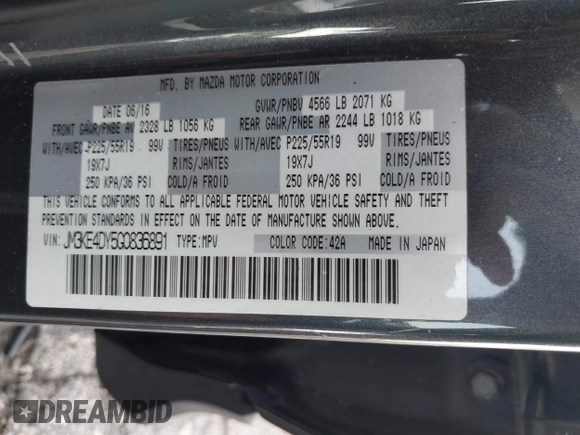 MFD. BY MAZDA MOTOR CORPORATION
DATE 06/16
GVWR/PNBV 4566 LB 2071 KG
FRONT GAWR/PNBE AV 2328 LB 1056 KG
REAR GAWR/PNBE AR 2244 LB 1018 KG
WITH/AVEC P225/55R19 99V TIRES/PNEUS
WITH/AVEC P225/55R19 99V TIRES/PNEUS
19X7J RIMS/JANTES
19X7J RIMS/JANTES
250 KPA/36 PSI COLD/A FROID
250 KPA/36 PSI COLD/A FROID
THIS VEHICLE CONFORMS TO ALL APPLICABLE FEDERAL MOTOR VEHICLE SAFETY AND THEFT
PREVENTION STANDARDS IN EFFECT ON THE DATE OF MANUFACTURE SHOWN ABOVE.
VIN: JM3KE4DY5G0836891 TYPE:MPV COLOR CODE:42A MADE IN JAPAN
DREAMBID